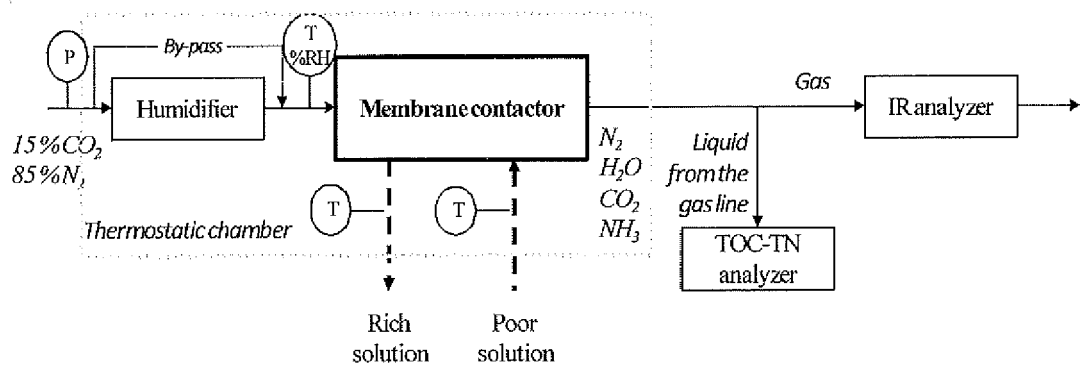 P
By-pass
T
%RH
Humidifier
Membrane contactor
Gas
IR analyzer
15%CO₂
85%N₂
N₂
H₂O
CO₂
NH₃
Liquid
from the
gas line
T
T
Thermostatic chamber
TOC-TN
analyzer
Rich
solution
Poor
solution